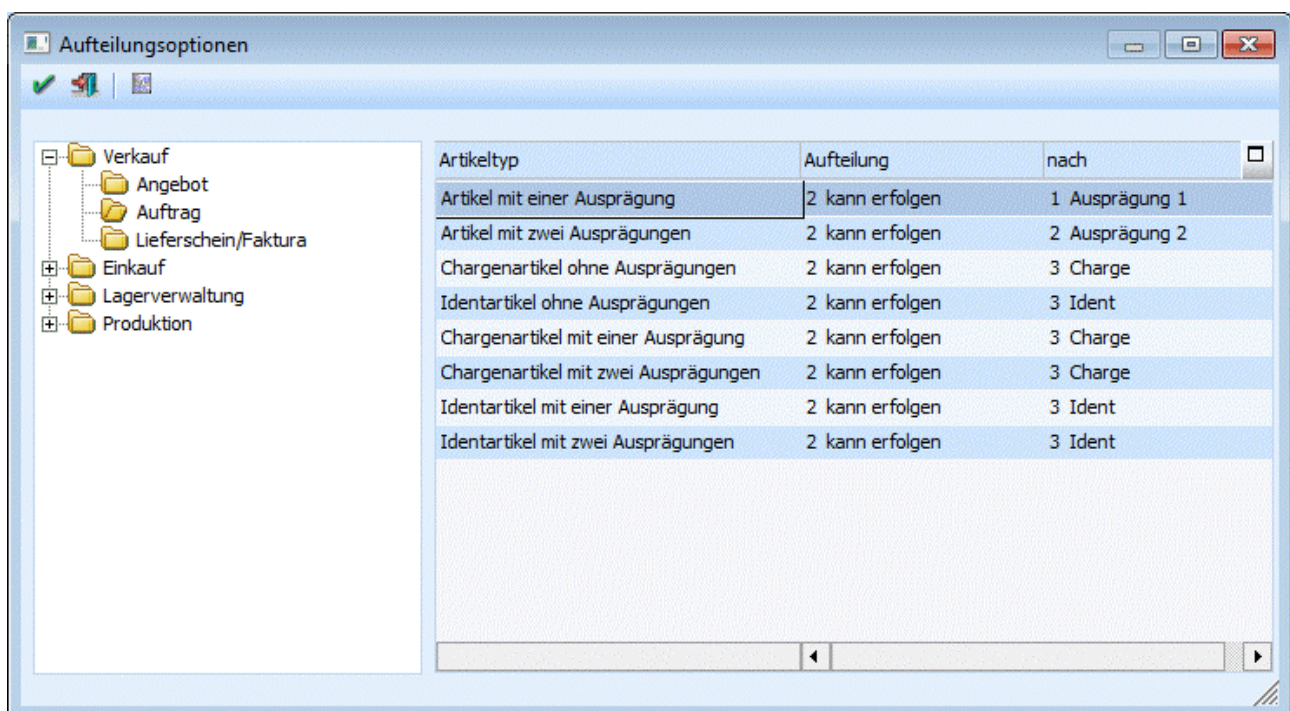 Aufteilungsoptionen
Verkauf
Angebot
Auftrag
Lieferschein/Faktura
Einkauf
Lagerverwaltung
Produktion
Artikeltyp Aufteilung nach
Artikel mit einer Ausprägung 2 kann erfolgen 1 Ausprägung 1
Artikel mit zwei Ausprägungen 2 kann erfolgen 2 Ausprägung 2
Chargenartikel ohne Ausprägungen 2 kann erfolgen 3 Charge
Identartikel ohne Ausprägungen 2 kann erfolgen 3 Ident
Chargenartikel mit einer Ausprägung 2 kann erfolgen 3 Charge
Chargenartikel mit zwei Ausprägungen 2 kann erfolgen 3 Charge
Identartikel mit einer Ausprägung 2 kann erfolgen 3 Ident
Identartikel mit zwei Ausprägungen 2 kann erfolgen 3 Ident